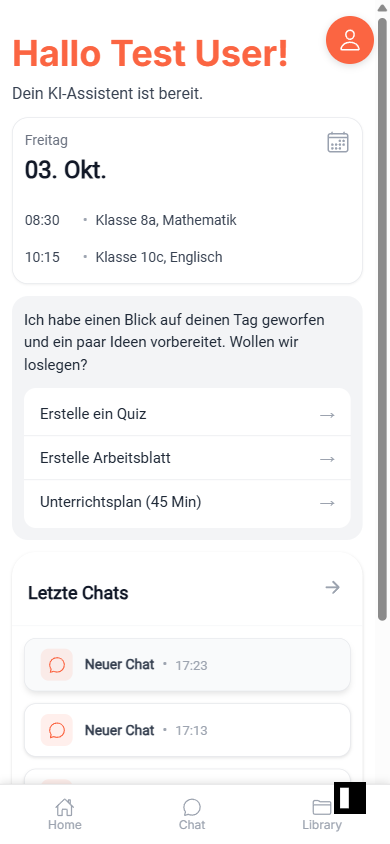 Hallo Test User!
Dein KI-Assistent ist bereit.
Freitag
03. Okt.
08:30 • Klasse 8a, Mathematik
10:15 • Klasse 10c, Englisch
Ich habe einen Blick auf deinen Tag geworfen
und ein paar Ideen vorbereitet. Wollen wir
loslegen?
Erstelle ein Quiz →
Erstelle Arbeitsblatt →
Unterrichtsplan (45 Min) →
Letzte Chats →
Neuer Chat • 17:23
Neuer Chat • 17:13
Home Chat Library